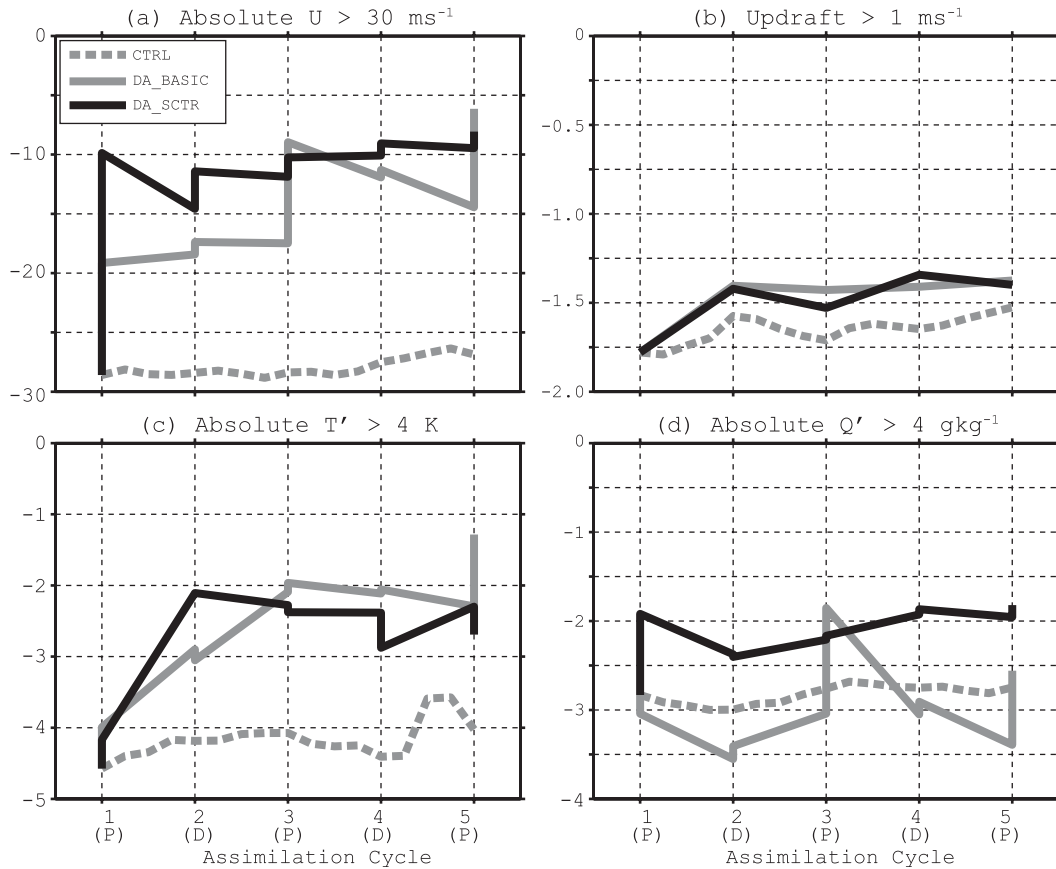 (a) Absolute U > 30 ms⁻¹
0
-10
-20
-30
CTRL
DA_BASIC
DA_SCTR
(b) Updraft > 1 ms⁻¹
0
-0.5
-1.0
-1.5
-2.0
(c) Absolute T′ > 4 K
0
-1
-2
-3
-4
-5
1 2 3 4 5
(P) (D) (P) (D) (P)
Assimilation Cycle
(d) Absolute Q′ > 4 gkg⁻¹
0
-1
-2
-3
-4
1 2 3 4 5
(P) (D) (P) (D) (P)
Assimilation Cycle